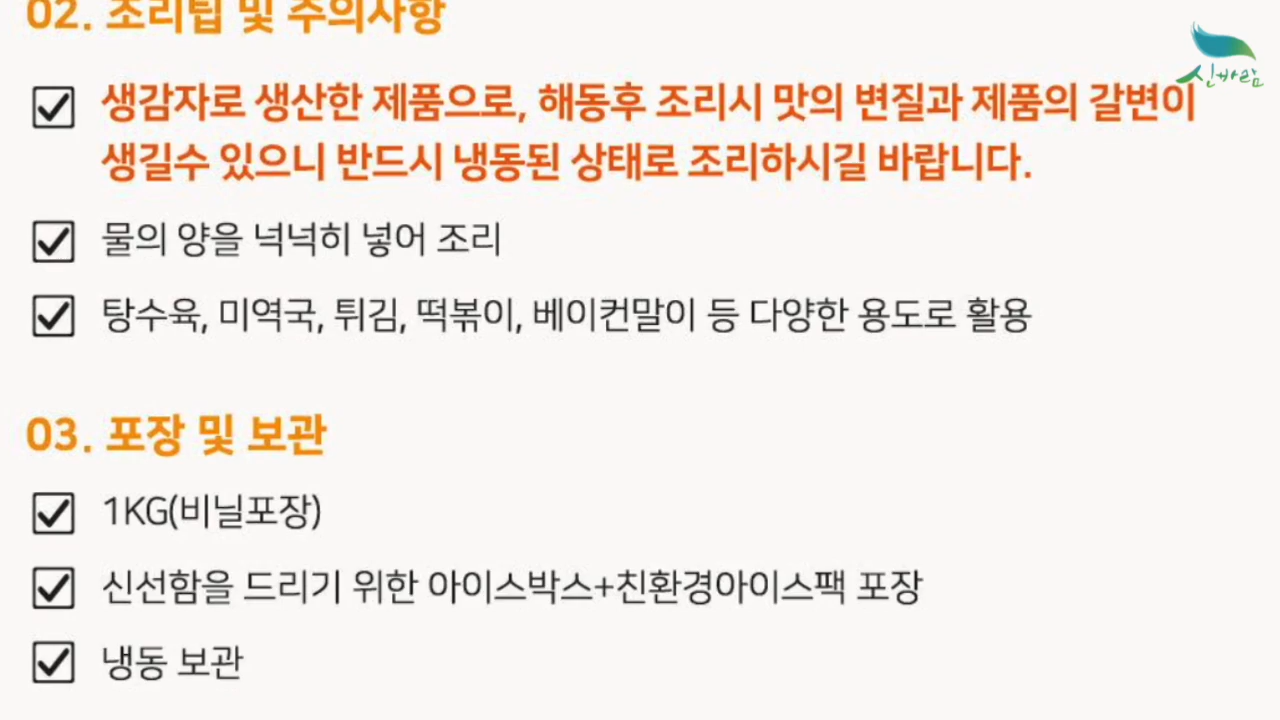 02. 조리팁 및 주의사항
신바람
생감자로 생산한 제품으로, 해동후 조리시 맛의 변질과 제품의 갈변이
생길수 있으니 반드시 냉동된 상태로 조리하시길 바랍니다.
물의 양을 넉넉히 넣어 조리
탕수육, 미역국, 튀김, 떡볶이, 베이컨말이 등 다양한 용도로 활용
03. 포장 및 보관
1KG(비닐포장)
신선함을 드리기 위한 아이스박스+친환경아이스팩 포장
냉동 보관